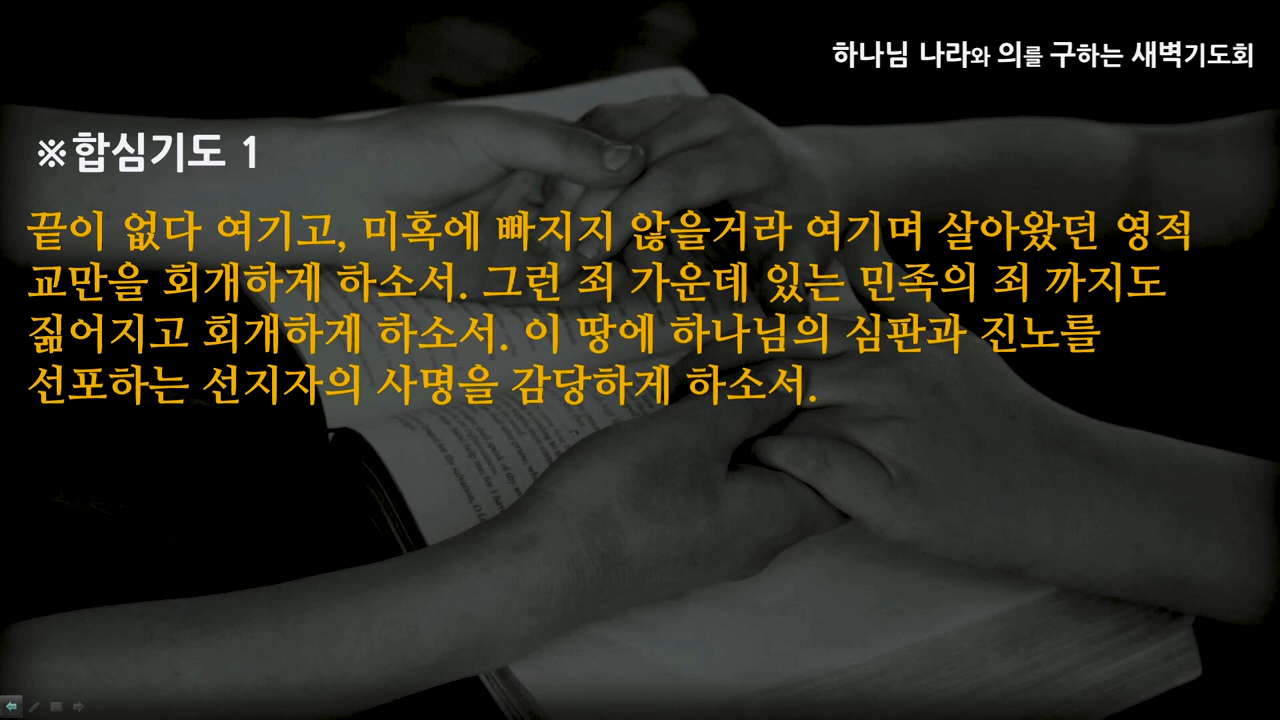 하나님 나라와 의를 구하는 새벽기도회
※합심기도 1
끝이 없다 여기고, 미혹에 빠지지 않을거라 여기며 살아왔던 영적
교만을 회개하게 하소서. 그런 죄 가운데 있는 민족의 죄 까지도
짊어지고 회개하게 하소서. 이 땅에 하나님의 심판과 진노를
선포하는 선지자의 사명을 감당하게 하소서.